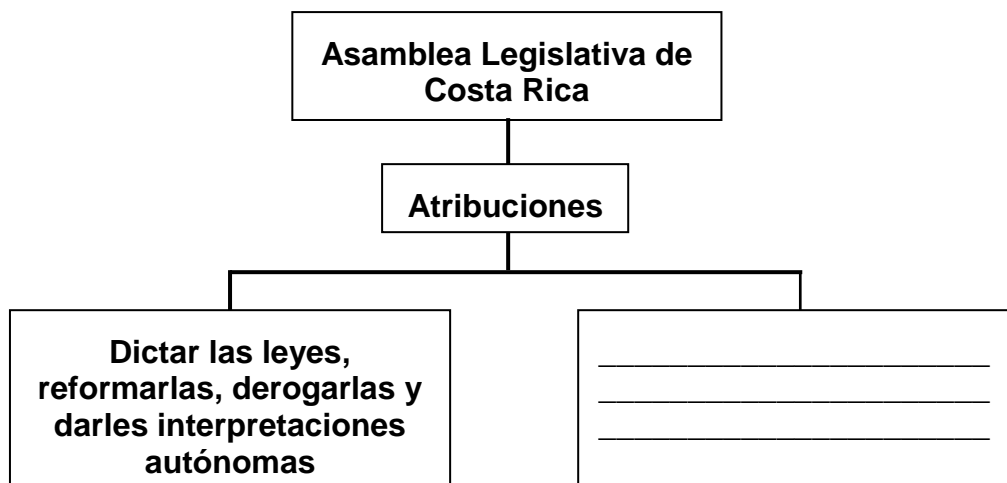 Asamblea Legislativa de
Costa Rica
Atribuciones
Dictar las leyes,
reformarlas, derogarlas y
darles interpretaciones
autónomas